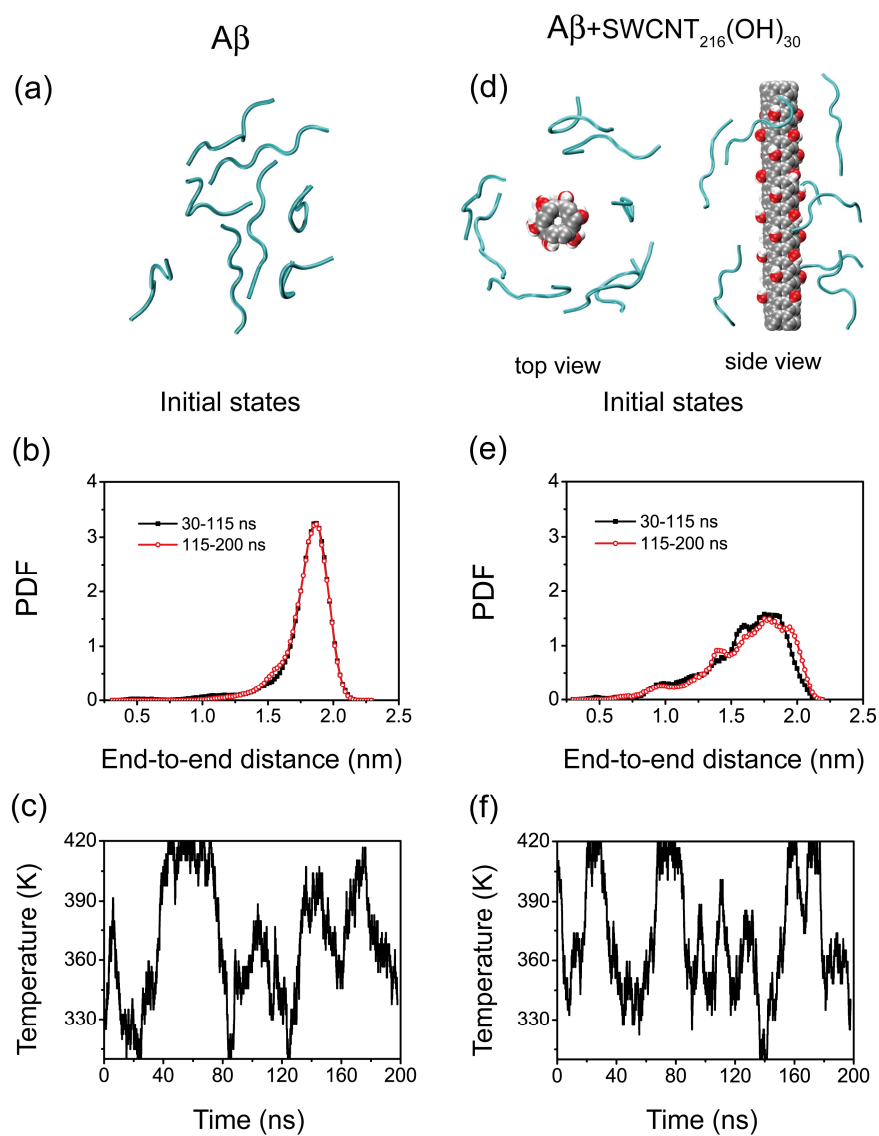 Aβ
Aβ+SWCNT216(OH)30
(a)
(d)
top view
side view
Initial states
Initial states
(b)
(e)
4
3
2
1
0
30-115 ns
115-200 ns
PDF
0.5 1.0 1.5 2.0 2.5
End-to-end distance (nm)
4
3
2
1
0
30-115 ns
115-200 ns
PDF
0.5 1.0 1.5 2.0 2.5
End-to-end distance (nm)
(c)
(f)
420
390
360
330
Temperature (K)
0 40 80 120 160 200
Time (ns)
420
390
360
330
Temperature (K)
0 40 80 120 160 200
Time (ns)